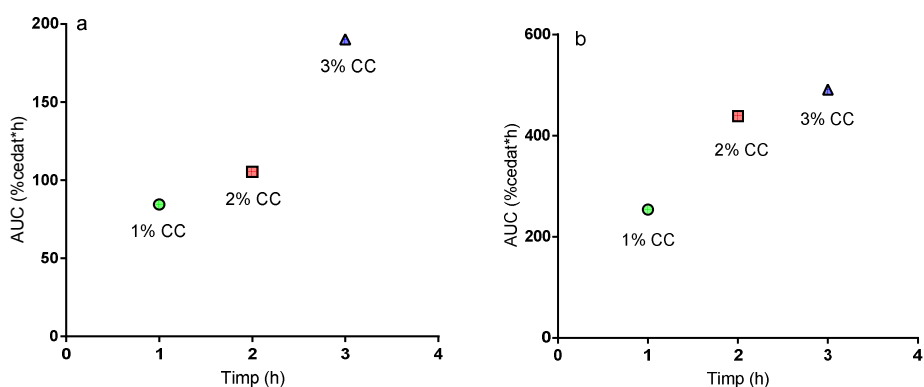 a
200
150
100
50
0
AUC (%cedat*h)
3% CC
2% CC
1% CC
0 1 2 3 4
Timp (h)
b
600
400
200
0
AUC (%cedat*h)
3% CC
2% CC
1% CC
0 1 2 3 4
Timp (h)